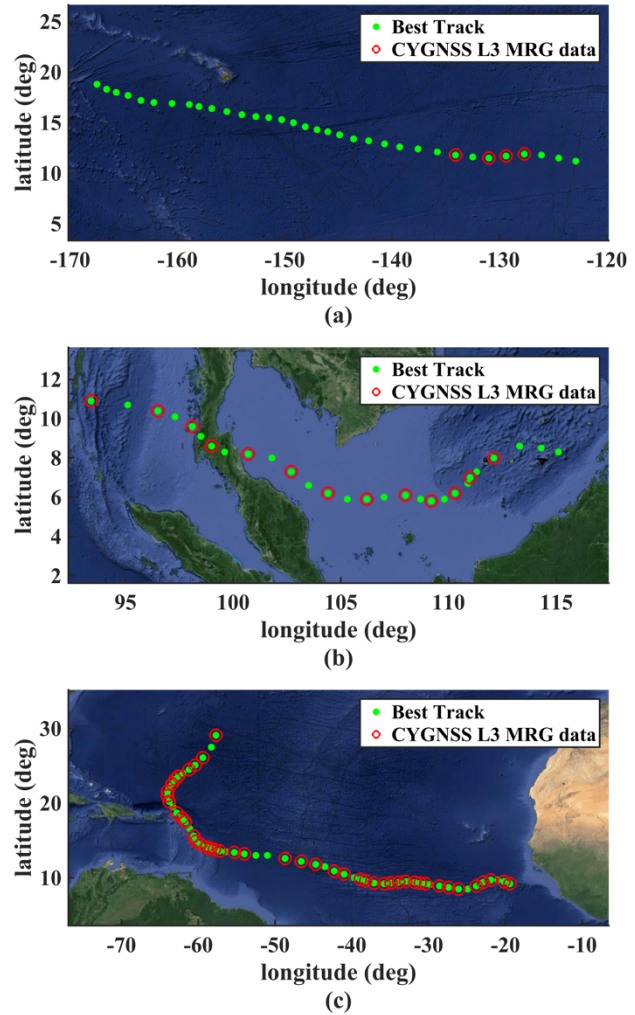 25
20
15
10
5
latitude (deg)
Best Track
CYGNSS L3 MRG data
-170 -160 -150 -140 -130 -120
longitude (deg)
(a)
12
10
8
6
4
2
latitude (deg)
Best Track
CYGNSS L3 MRG data
95 100 105 110 115
longitude (deg)
(b)
30
20
10
latitude (deg)
Best Track
CYGNSS L3 MRG data
-70 -60 -50 -40 -30 -20 -10
longitude (deg)
(c)